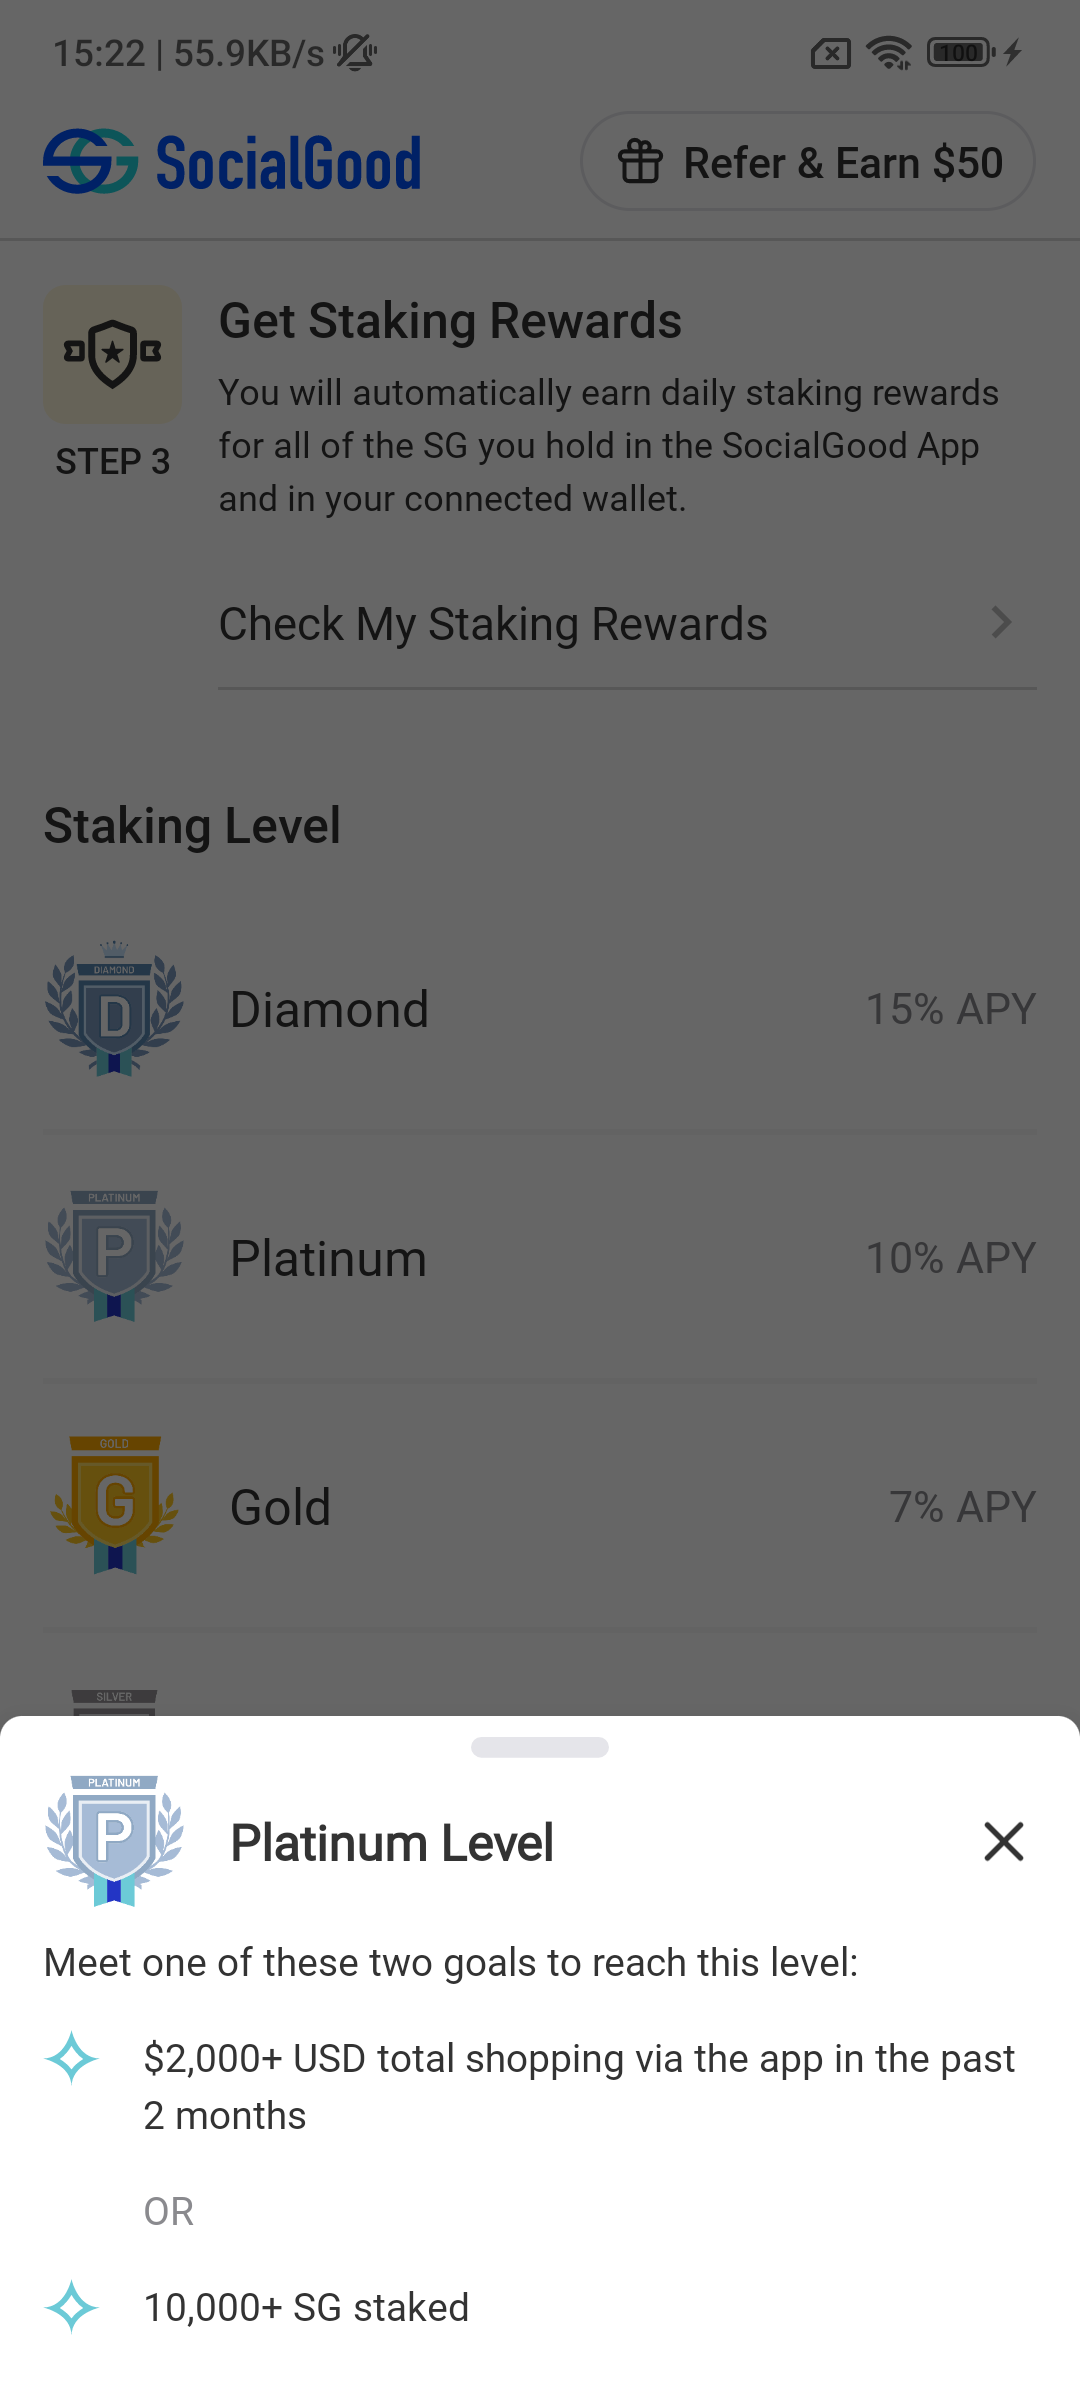 15:22 | 55.9KB/s
100
SocialGood
Refer & Earn $50
Get Staking Rewards
You will automatically earn daily staking rewards
for all of the SG you hold in the SocialGood App
and in your connected wallet.
STEP 3
Check My Staking Rewards
Staking Level
DIAMOND
D
Diamond
15% APY
PLATINUM
P
Platinum
10% APY
GOLD
G
Gold
7% APY
SILVER
PLATINUM
P
Platinum Level
Meet one of these two goals to reach this level:
$2,000+ USD total shopping via the app in the past
2 months
OR
10,000+ SG staked